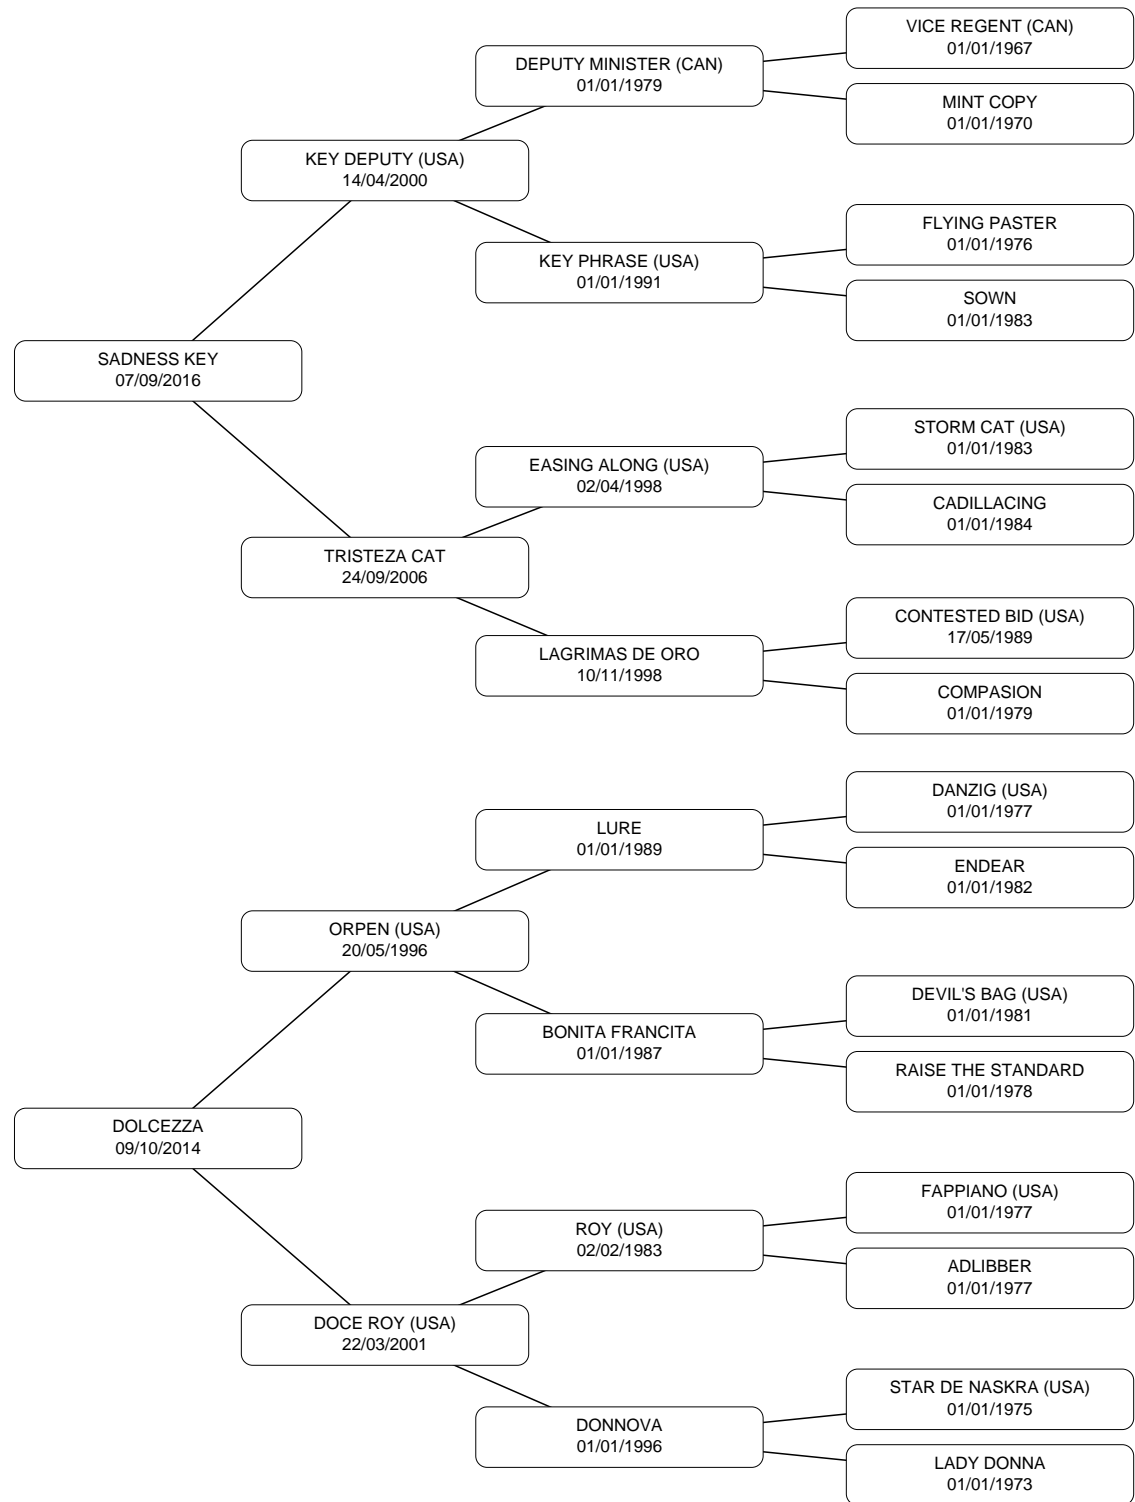 VICE REGENT (CAN)
01/01/1967
DEPUTY MINISTER (CAN)
01/01/1979
MINT COPY
01/01/1970
KEY DEPUTY (USA)
14/04/2000
FLYING PASTER
01/01/1976
KEY PHRASE (USA)
01/01/1991
SOWN
01/01/1983
SADNESS KEY
07/09/2016
STORM CAT (USA)
01/01/1983
EASING ALONG (USA)
02/04/1998
CADILLACING
01/01/1984
TRISTEZA CAT
24/09/2006
CONTESTED BID (USA)
17/05/1989
LAGRIMAS DE ORO
10/11/1998
COMPASION
01/01/1979
DANZIG (USA)
01/01/1977
LURE
01/01/1989
ENDEAR
01/01/1982
ORPEN (USA)
20/05/1996
DEVIL'S BAG (USA)
01/01/1981
BONITA FRANCITA
01/01/1987
RAISE THE STANDARD
01/01/1978
DOLCEZZA
09/10/2014
FAPPIANO (USA)
01/01/1977
ROY (USA)
02/02/1983
ADLIBBER
01/01/1977
DOCE ROY (USA)
22/03/2001
STAR DE NASKRA (USA)
01/01/1975
DONNOVA
01/01/1996
LADY DONNA
01/01/1973